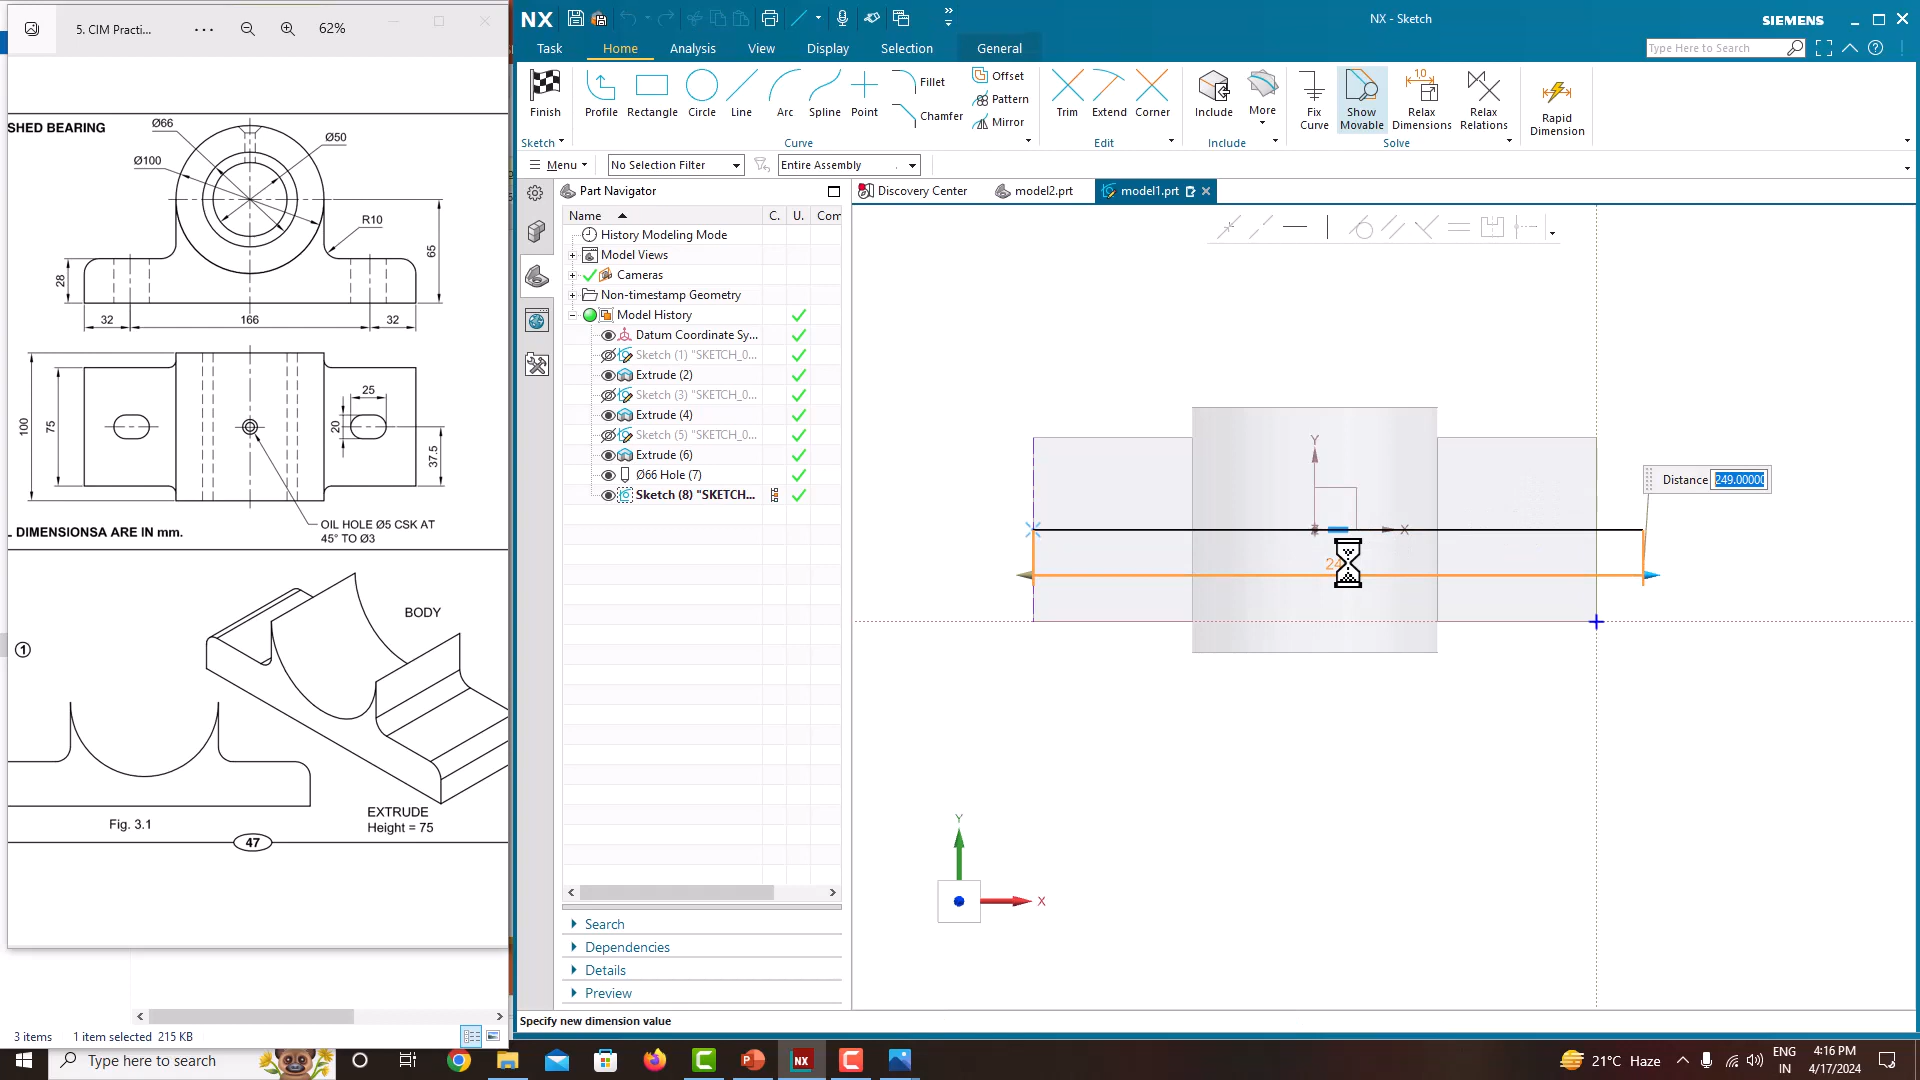 5. CIM Practi...
62%
SHED BEARING
Ø66
Ø50
Ø100
R10
65
28
32
166
32
100
75
25
20
37.5
OIL HOLE Ø5 CSK AT
45° TO Ø3
DIMENSIONSA ARE IN mm.
BODY
1
EXTRUDE
Height = 75
Fig. 3.1
47
3 items
1 item selected 215 KB
NX
NX - Sketch
SIEMENS
Task
Home
Analysis
View
Display
Selection
General
Type Here to Search
Finish
Profile
Rectangle
Circle
Line
Arc
Spline
Point
Fillet
Chamfer
Offset
Pattern
Mirror
Trim
Extend
Corner
Include
More
Fix
Curve
Show
Movable
Relax
Dimensions
Relax
Relations
Rapid
Dimension
Sketch
Curve
Edit
Include
Solve
Menu
No Selection Filter
Entire Assembly
Part Navigator
Discovery Center
model2.prt
model1.prt
Name
C.
U.
Com
History Modeling Mode
Model Views
Cameras
Non-timestamp Geometry
Model History
Datum Coordinate Sy...
Sketch (1) "SKETCH_0...
Extrude (2)
Sketch (3) "SKETCH_0...
Extrude (4)
Sketch (5) "SKETCH_0...
Extrude (6)
Ø66 Hole (7)
Sketch (8) "SKETCH...
Search
Dependencies
Details
Preview
Y
X
Distance 249.00000
Y
X
Specify new dimension value
Type here to search
NX
21°C Haze
ENG
IN
4:16 PM
4/17/2024